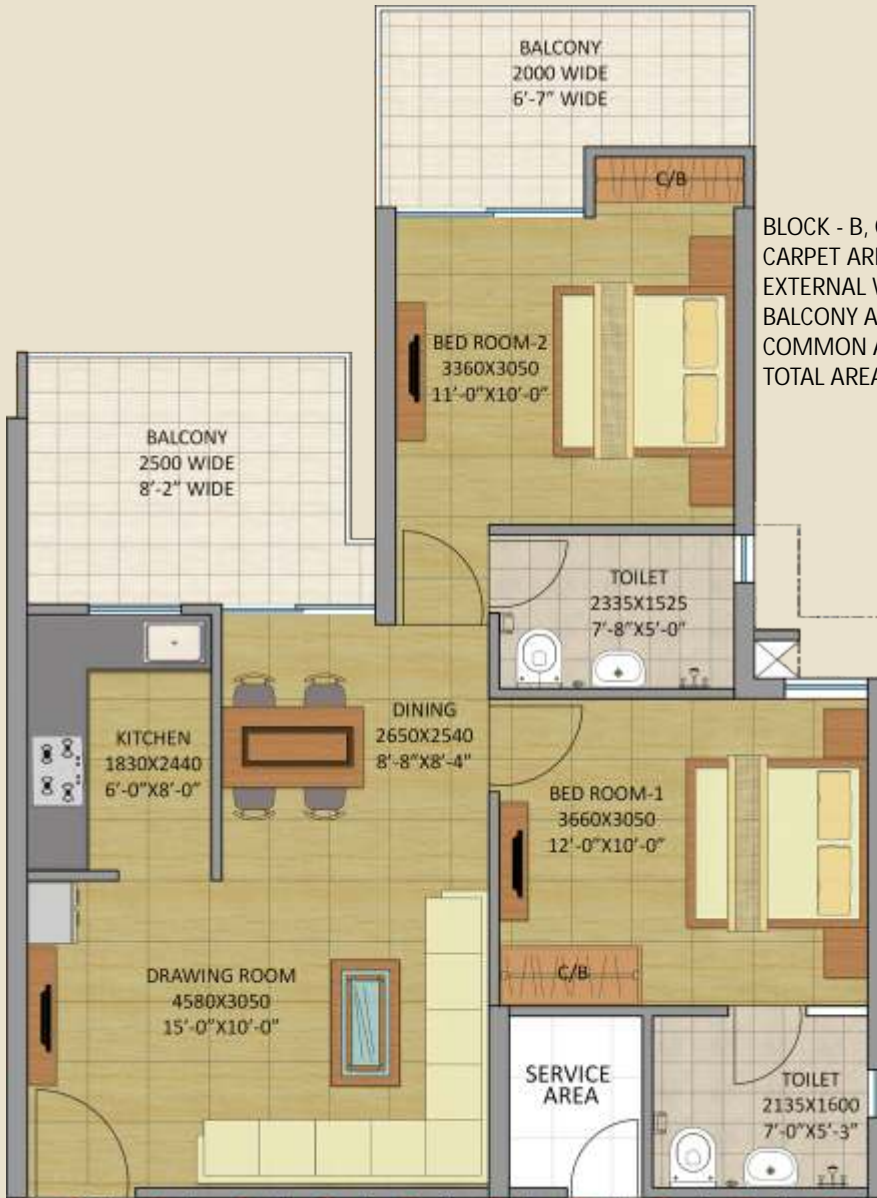 BALCONY
2000 WIDE
6'-7" WIDE
C/B
BLOCK - B,
CARPET
EXTERNAL
BALCONY
COMMON
TOTAL
BED ROOM-2
3360X3050
11'-0"X10'-0"
BALCONY
2500 WIDE
8'-2" WIDE
TOILET
2335X1525
7'-8"X5'-0"
KITCHEN
1830X2440
6'-0"X8'-0"
DINING
2650X2540
8'-8"X8'-4"
BED ROOM-1
3660X3050
12'-0"X10'-0"
C/B
DRAWING ROOM
4580X3050
15'-0"X10'-0"
SERVICE
AREA
TOILET
2135X1600
7'-0"X5'-3"